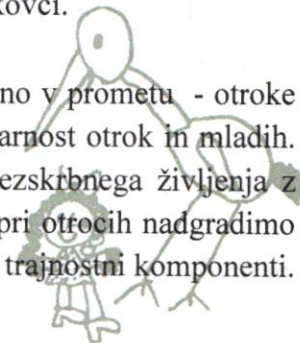 kovci.
no v prometu - otroke
arnost otrok in mladih.
ezskrbnega življenja z
pri otrocih nadgradimo
trajnostni komponenti.